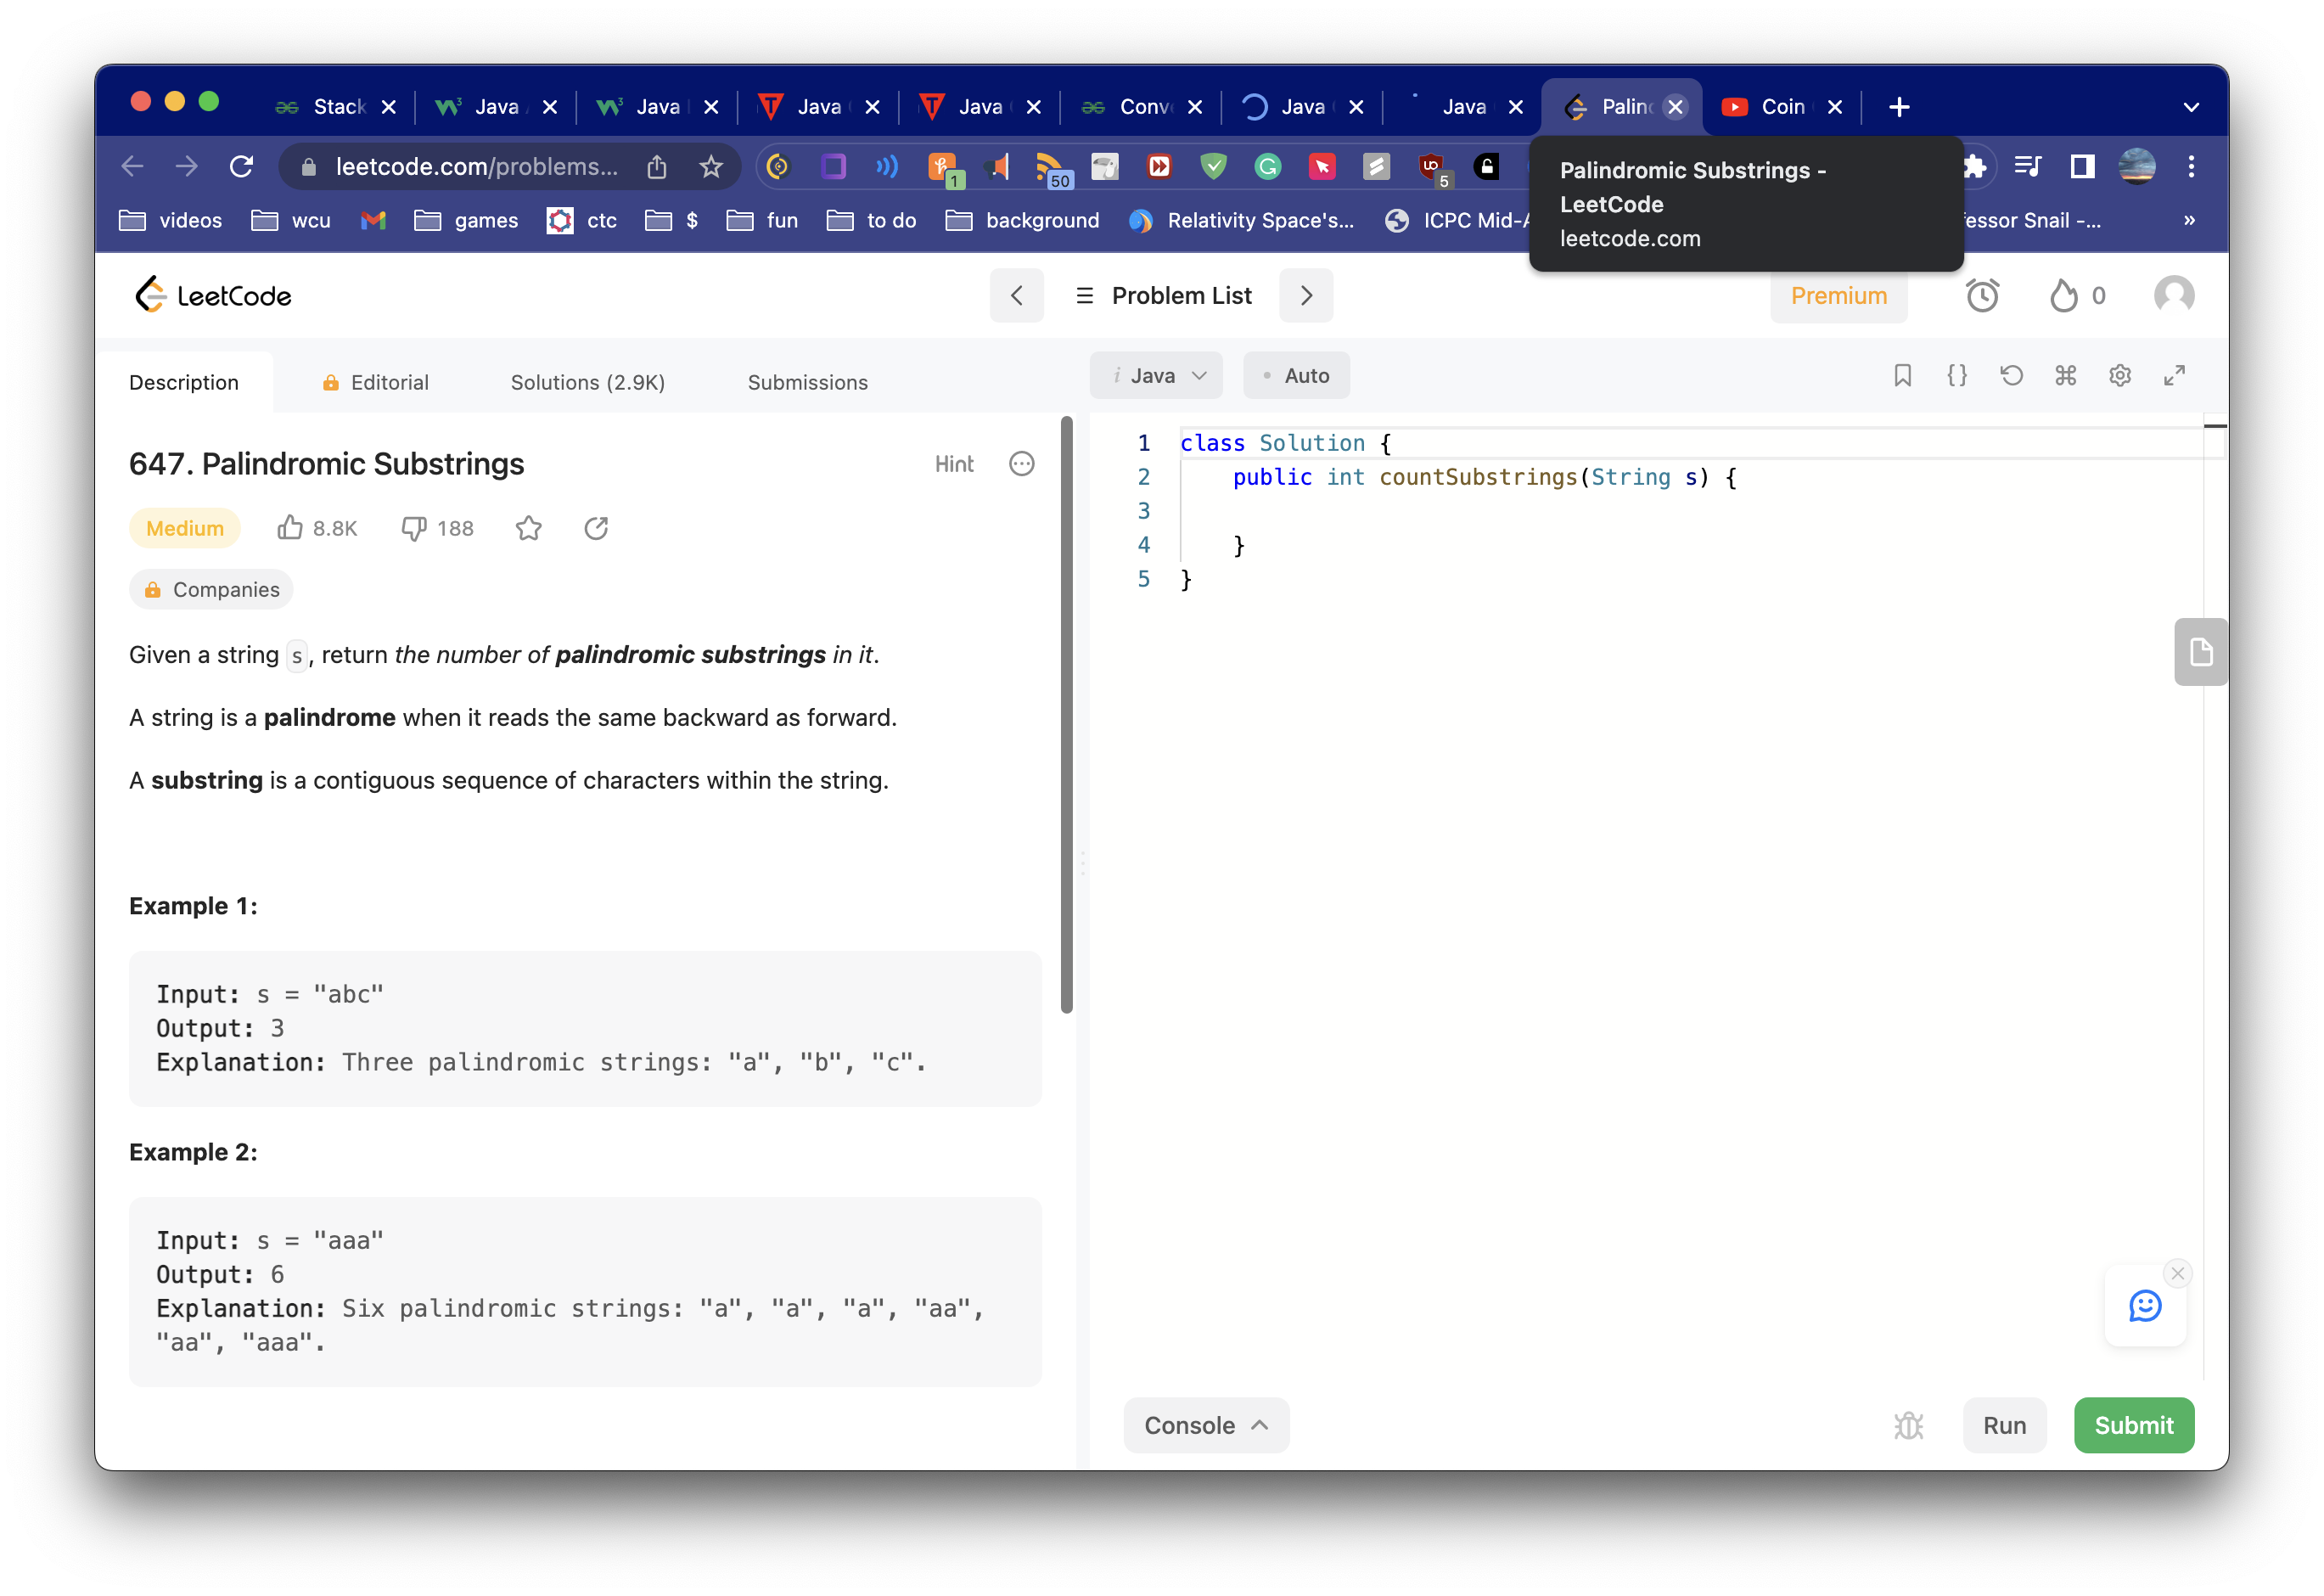 Stack
Java
Java
Java
Java
Conv
Java
Java
Palin
Coin
leetcode.com/problems...
1
50
5
Palindromic Substrings -
LeetCode
leetcode.com
videos
wcu
games
ctc
$
fun
to do
background
Relativity Space's...
ICPC Mid-A
fessor Snail -...
»
LeetCode
Problem List
Premium
0
Description
Editorial
Solutions (2.9K)
Submissions
Java
Auto
647. Palindromic Substrings
Hint
Medium
8.8K
188
Companies
Given a string s, return the number of palindromic substrings in it.
A string is a palindrome when it reads the same backward as forward.
A substring is a contiguous sequence of characters within the string.
Example 1:
Input: s = "abc"
Output: 3
Explanation: Three palindromic strings: "a", "b", "c".
Example 2:
Input: s = "aaa"
Output: 6
Explanation: Six palindromic strings: "a", "a", "a", "aa",
"aa", "aaa".
1 class Solution {
2 public int countSubstrings(String s) {
3
4 }
5 }
Console
Run
Submit